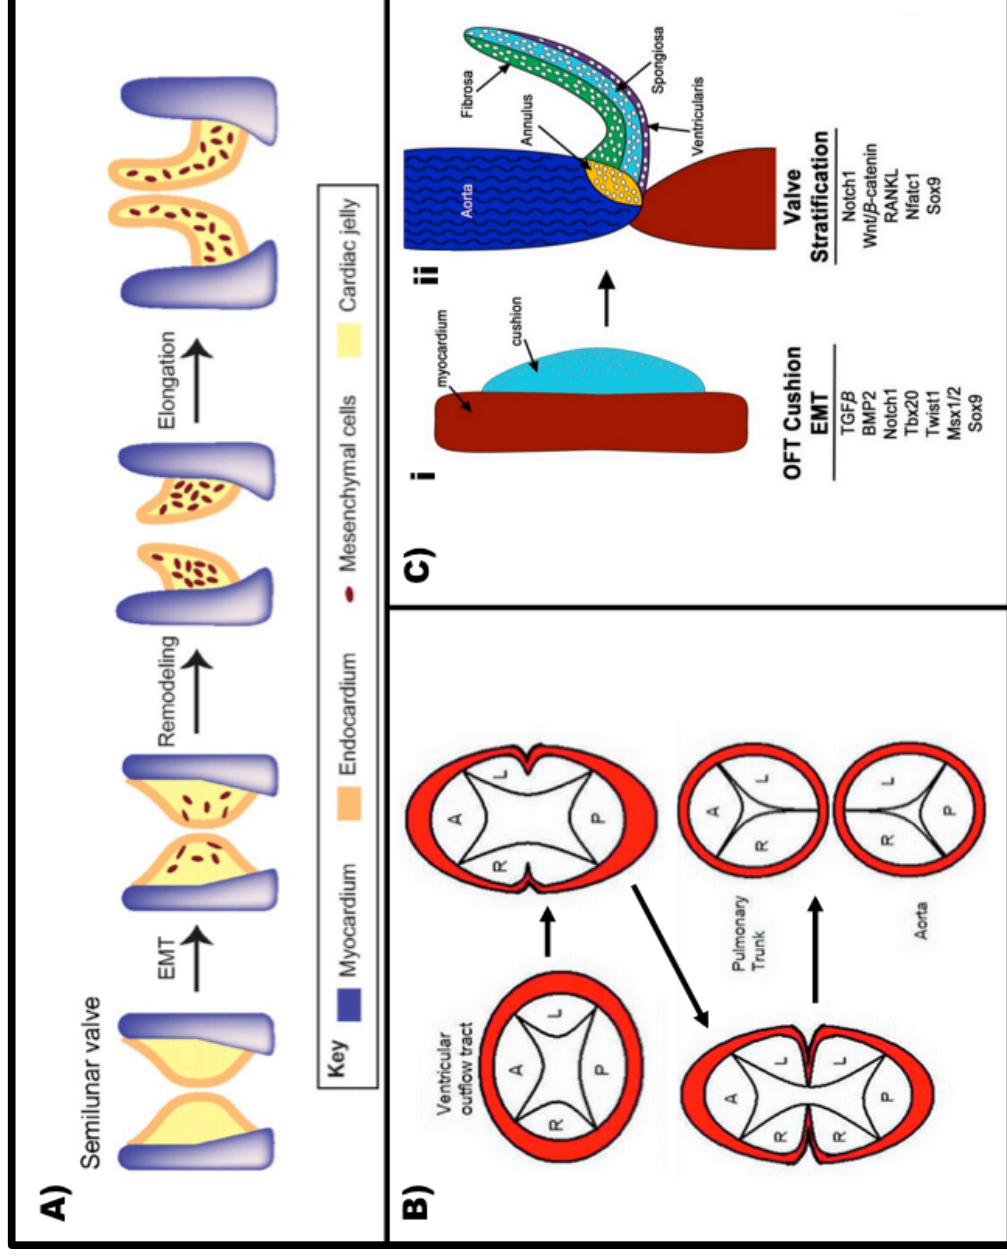 A)
Semilunar valve
EMT
Remodeling
Elongation
Key
Myocardium
Endocardium
Mesenchymal cells
Cardiac jelly
B)
Ventricular
outflow tract
A
R
L
P
A
R
L
P
A
R
L
R
L
P
Pulmonary
Trunk
A
R
L
Aorta
R
L
P
C)
i
myocardium
cushion
OFT Cushion
EMT
TGFβ
BMP2
Notch1
Tbx20
Twist1
Msx1/2
Sox9
ii
Aorta
Annulus
Fibrosa
Spongiosa
Ventricularis
Valve
Stratification
Notch1
Wnt/β-catenin
RANKL
Nfatc1
Sox9